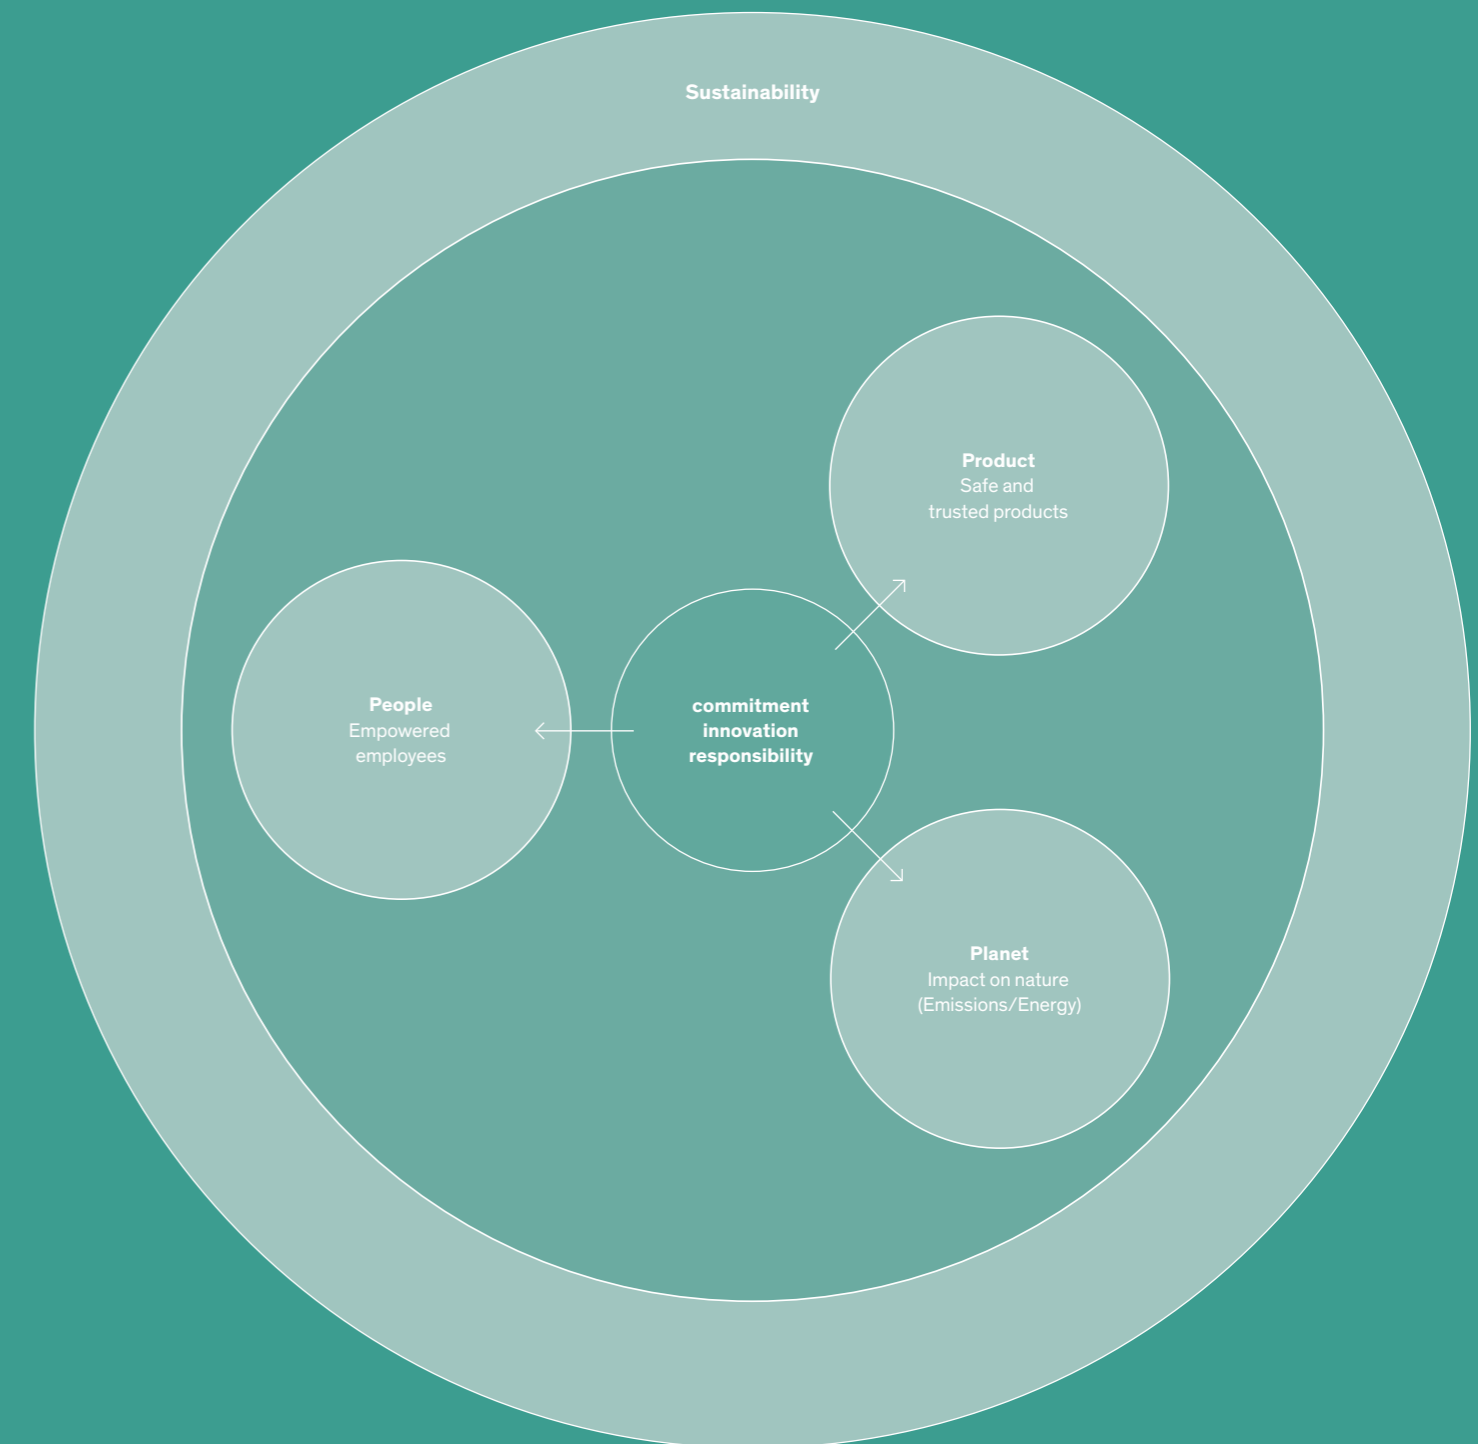 Sustainability
Product
Safe and
trusted products
People
Empowered
employees
commitment
innovation
responsibility
Planet
Impact on nature
(Emissions/Energy)